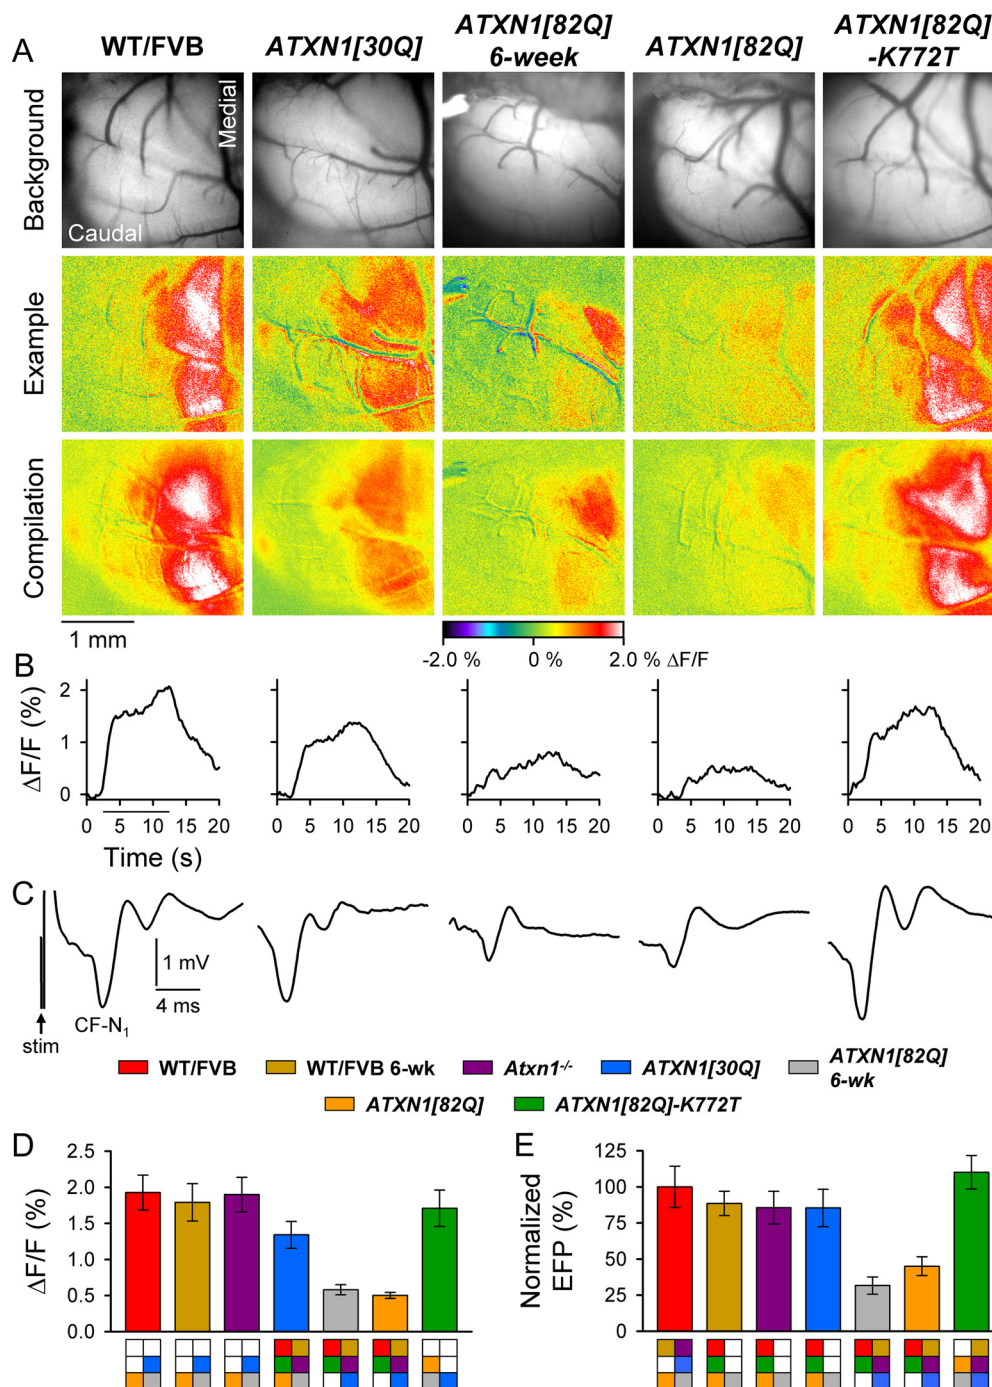 A
WT/FVB
ATXN1[30Q]
ATXN1[82Q]
6-week
ATXN1[82Q]
ATXN1[82Q]
-K772T
Background
Medial
Caudal
Example
Compilation
1 mm
-2.0 % 0 % 2.0 % ΔF/F
B
ΔF/F (%)
2
1
0
0 5 10 15 20
0 5 10 15 20
0 5 10 15 20
0 5 10 15 20
0 5 10 15 20
Time (s)
C
1 mV
4 ms
CF-N1
stim
WT/FVB
WT/FVB 6-wk
Atxn1-/-
ATXN1[30Q]
ATXN1[82Q]
6-wk
ATXN1[82Q]
ATXN1[82Q]-K772T
D
ΔF/F (%)
2.5
2.0
1.5
1.0
0.5
0.0
E
Normalized
EFP (%)
125
100
75
50
25
0